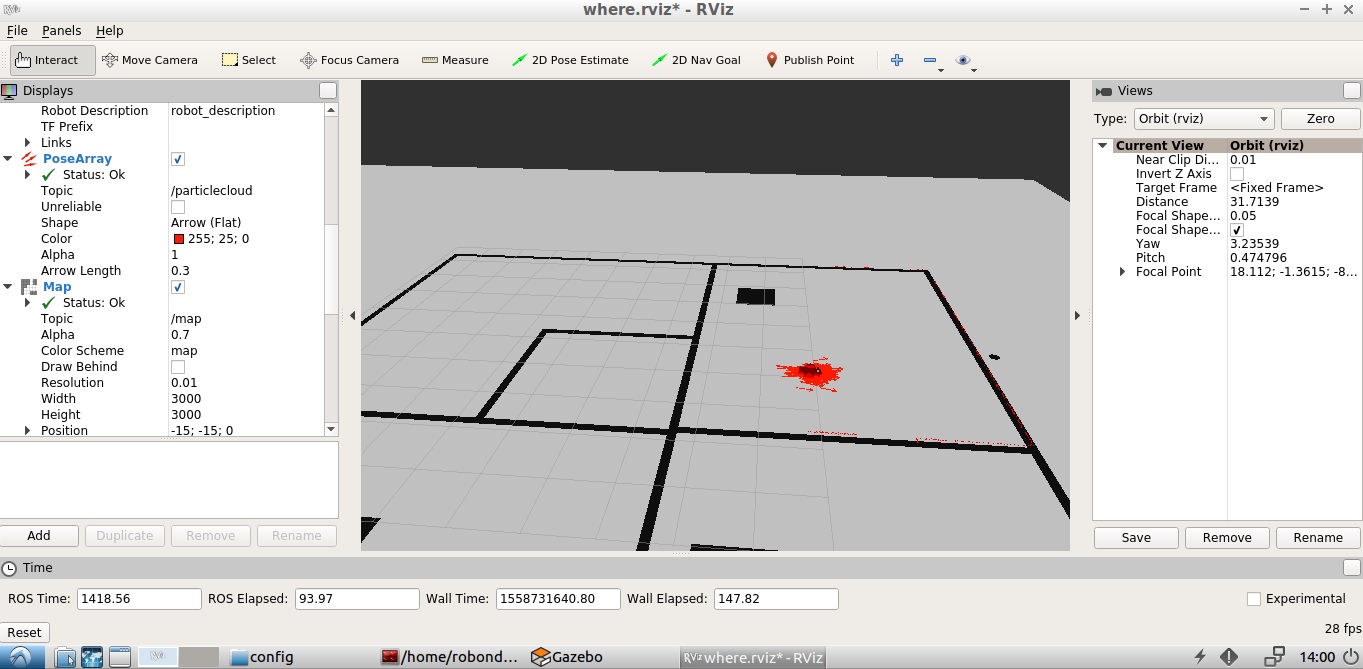 where.rviz* - RViz
File Panels Help
Interact Move Camera Select Focus Camera Measure 2D Pose Estimate 2D Nav Goal Publish Point
Displays
Robot Description robot_description
TF Prefix
Links
PoseArray
Status: Ok
Topic /particlecloud
Unreliable
Shape Arrow (Flat)
Color 255; 25; 0
Alpha 1
Arrow Length 0.3
Map
Status: Ok
Topic /map
Alpha 0.7
Color Scheme map
Draw Behind
Resolution 0.01
Width 3000
Height 3000
Position -15; -15; 0
Add Duplicate Remove Rename
Views
Type: Orbit (rviz) Zero
Current View Orbit (rviz)
Near Clip Di... 0.01
Invert Z Axis
Target Frame <Fixed Frame>
Distance 31.7139
Focal Shape... 0.05
Focal Shape...
Yaw 3.23539
Pitch 0.474796
Focal Point 18.112; -1.3615; -8...
Save Remove Rename
Time
ROS Time: 1418.56 ROS Elapsed: 93.97 Wall Time: 1558731640.80 Wall Elapsed: 147.82 Experimental
Reset 28 fps
config /home/robond... Gazebo where.rviz* - RViz 14:00